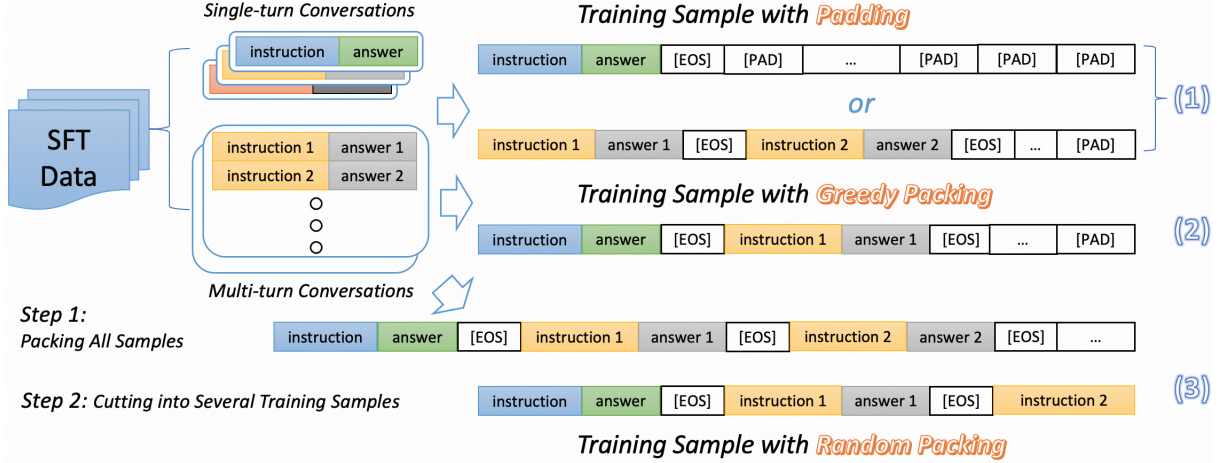 Single-turn Conversations
instruction answer
SFT
Data
instruction 1 answer 1
instruction 2 answer 2
Multi-turn Conversations
Training Sample with Padding
instruction answer [EOS] [PAD] ... [PAD] [PAD] [PAD]
or
(1)
instruction 1 answer 1 [EOS] instruction 2 answer 2 [EOS] ... [PAD]
Training Sample with Greedy Packing
instruction answer [EOS] instruction 1 answer 1 [EOS] ... [PAD]
(2)
Step 1:
Packing All Samples
instruction answer [EOS] instruction 1 answer 1 [EOS] instruction 2 answer 2 [EOS] ...
Step 2: Cutting into Several Training Samples
instruction answer [EOS] instruction 1 answer 1 [EOS] instruction 2
(3)
Training Sample with Random Packing